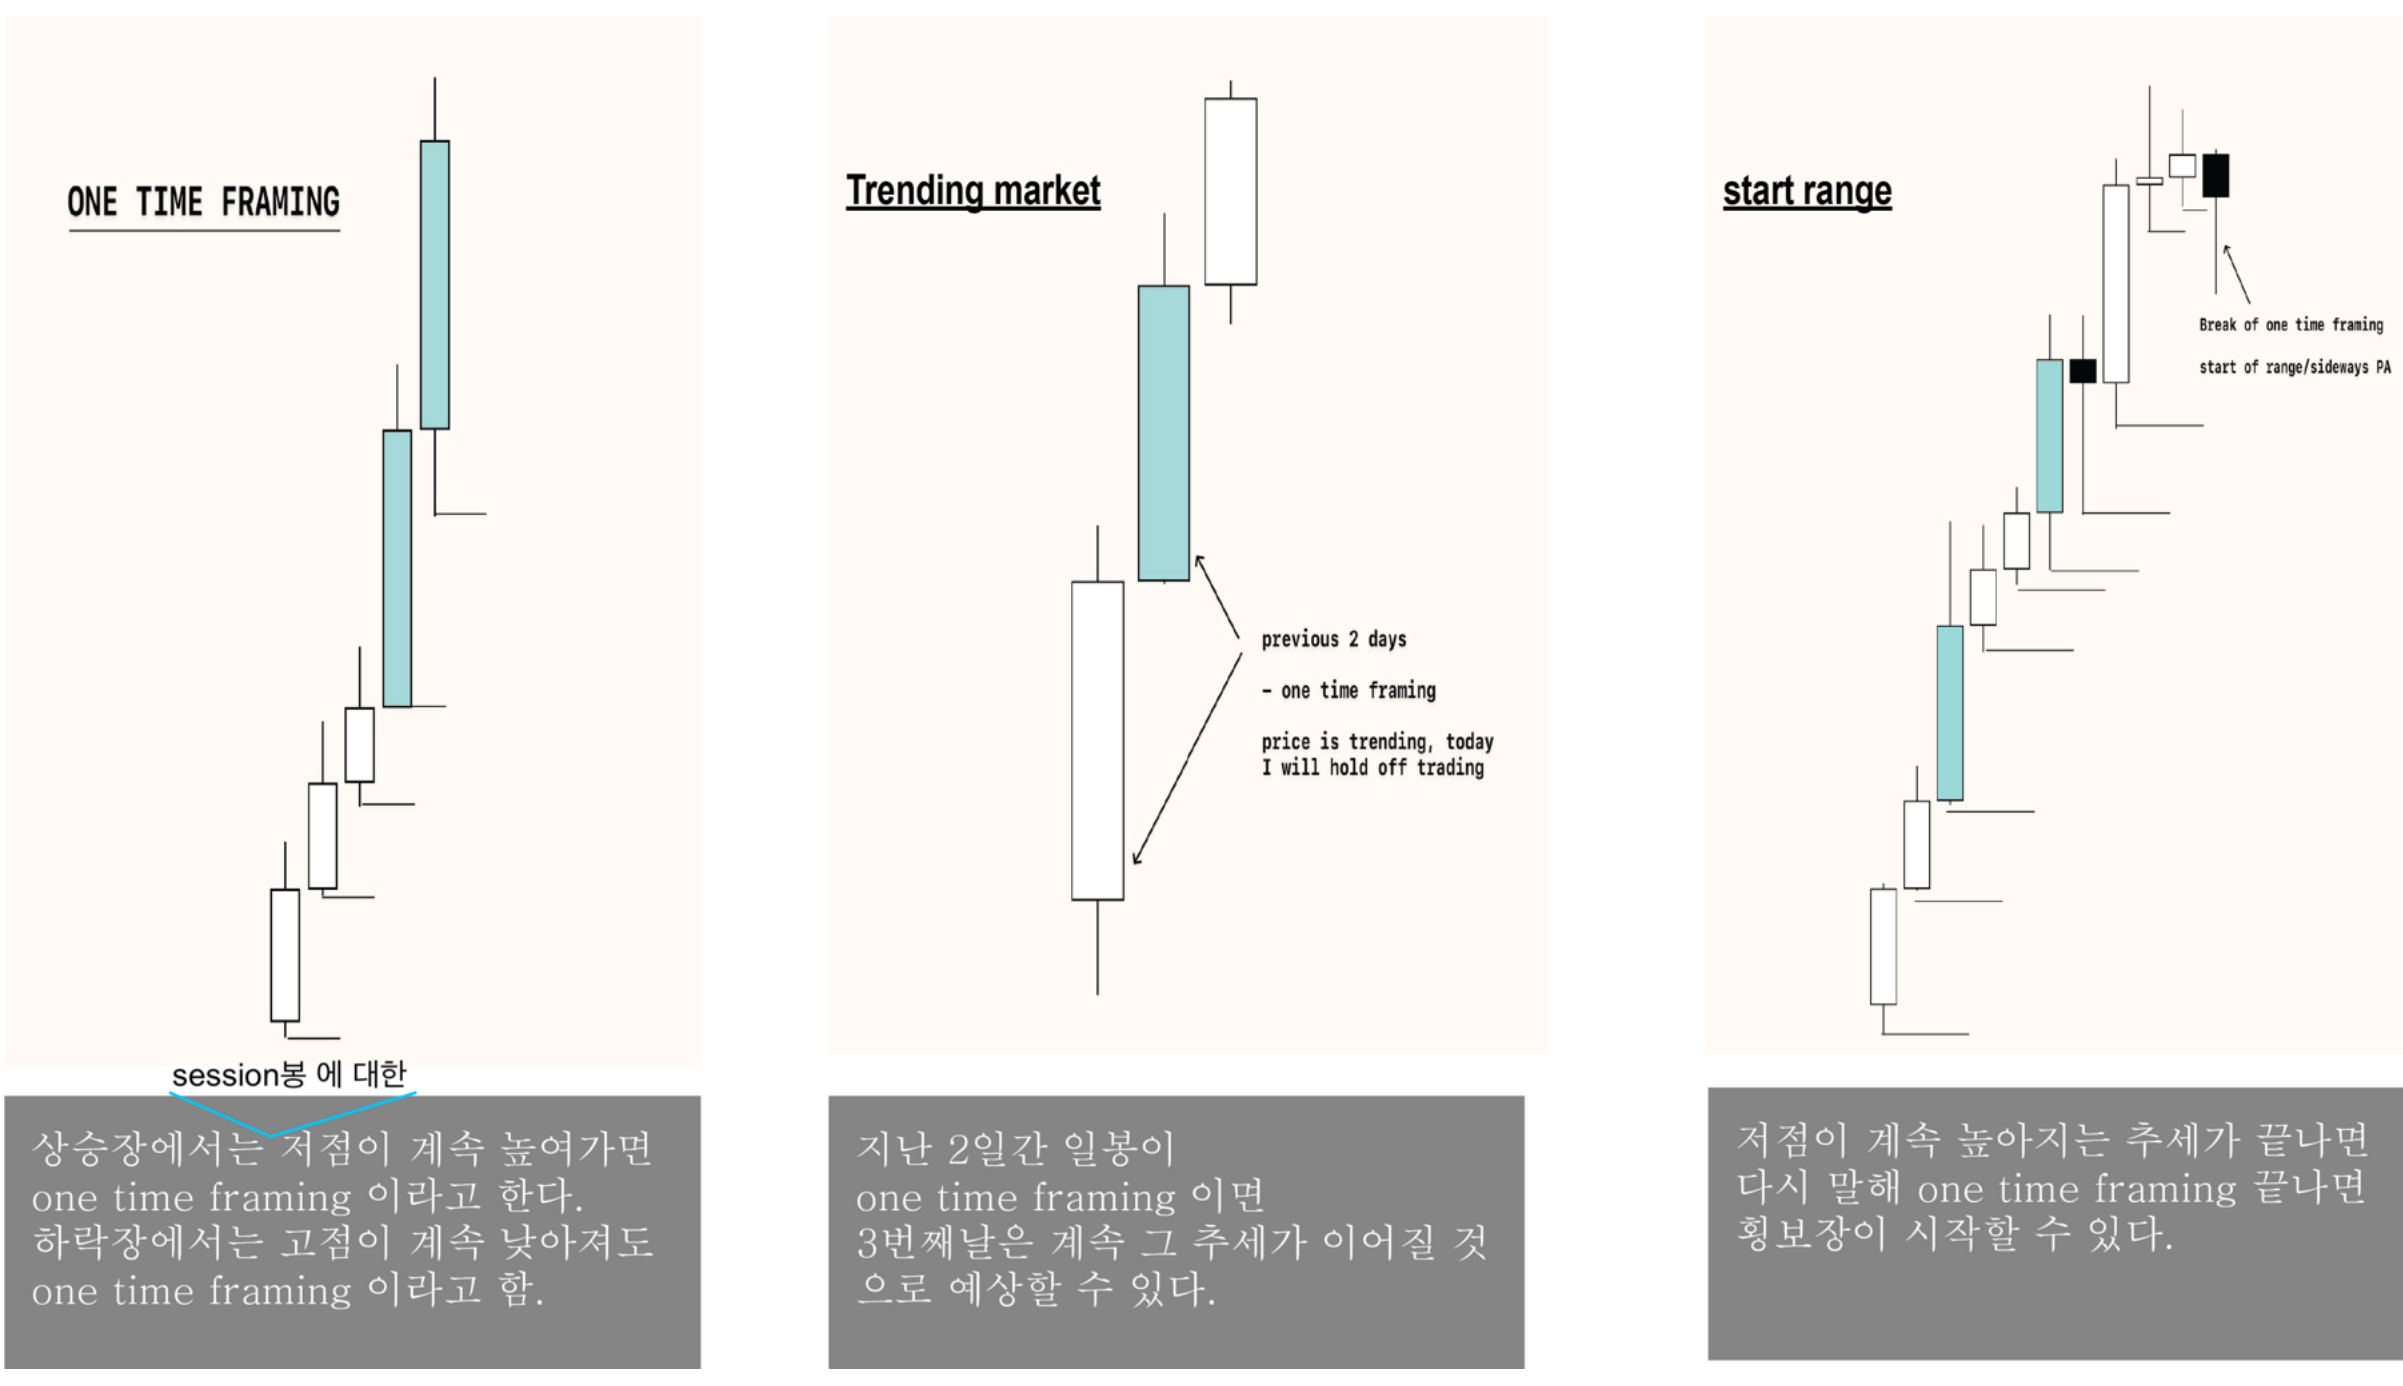 ONE TIME FRAMING
session봉 에 대한
상승장에서는 저점이 계속 높여가면
one time framing 이라고 한다.
하락장에서는 고점이 계속 낮아져도
one time framing 이라고 함.
Trending market
previous 2 days
- one time framing
price is trending, today
I will hold off trading
지난 2일간 일봉이
one time framing 이면
3번째날은 계속 그 추세가 이어질 것
으로 예상할 수 있다.
start range
Break of one time framing
start of range/sideways PA
저점이 계속 높아지는 추세가 끝나면
다시 말해 one time framing 끝나면
횡보장이 시작할 수 있다.